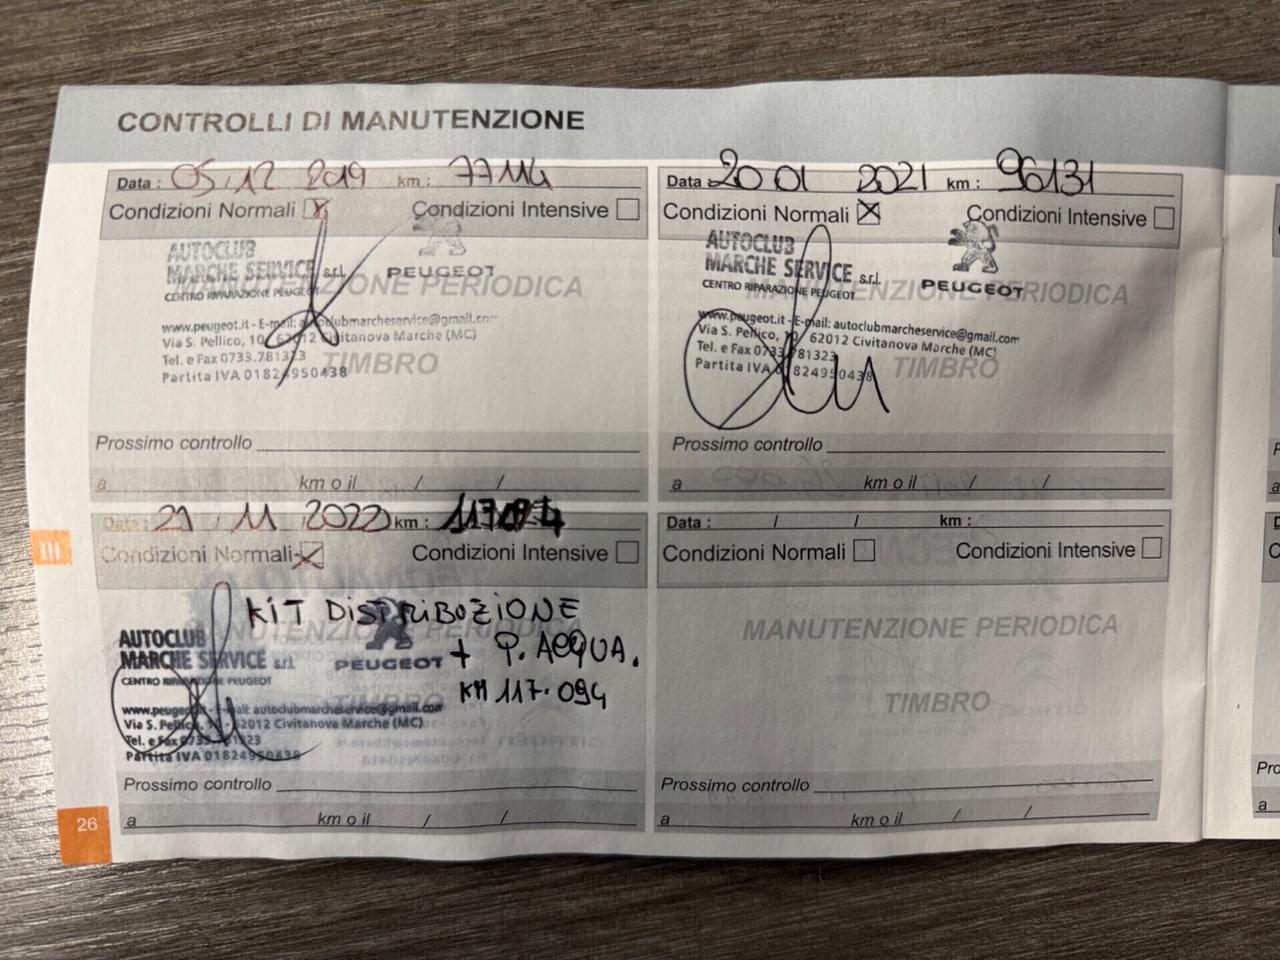 CONTROLLI DI MANUTENZIONE
Data : 05 12 2019 km : 77114
Condizioni Normali Condizioni Intensive
AUTOCLUB
MARCHE SERVICE s.r.l. PEUGEOT
CENTRO RIPARAZIONE PEUGEOT
MANUTENZIONE PERIODICA
www.peugeot.it - E-mail: autoclubmarcheservice@gmail.com
Via S. Pellico, 10 - 62012 Civitanova Marche (MC)
Tel. e Fax 0733.781323
Partita IVA 01824950438
TIMBRO
Prossimo controllo
a km o il / /
Data : 20 01 2021 km : 96131
Condizioni Normali Condizioni Intensive
AUTOCLUB
MARCHE SERVICE s.r.l. PEUGEOT
CENTRO RIPARAZIONE PEUGEOT
MANUTENZIONE PERIODICA
www.peugeot.it - E-mail: autoclubmarcheservice@gmail.com
Via S. Pellico, 10 - 62012 Civitanova Marche (MC)
Tel. e Fax 0733.781323
Partita IVA 01824950438
TIMBRO
Prossimo controllo
a km o il / /
III
Data : 21 11 2022 km : 117094
Condizioni Normali Condizioni Intensive
KIT DISTRIBUZIONE
MANUTENZIONE PERIODICA
AUTOCLUB
MARCHE SERVICE s.r.l. PEUGEOT + P. ACQUA.
CENTRO RIPARAZIONE PEUGEOT
KM 117.094
www.peugeot.it - E-mail: autoclubmarcheservice@gmail.com
Via S. Pellico, 10 - 62012 Civitanova Marche (MC)
Tel. e Fax 0733.781323
Partita IVA 01824950438
TIMBRO
Prossimo controllo
a km o il / /
Data : / / km :
Condizioni Normali Condizioni Intensive
MANUTENZIONE PERIODICA
TIMBRO
Prossimo controllo
a km o il / /
26